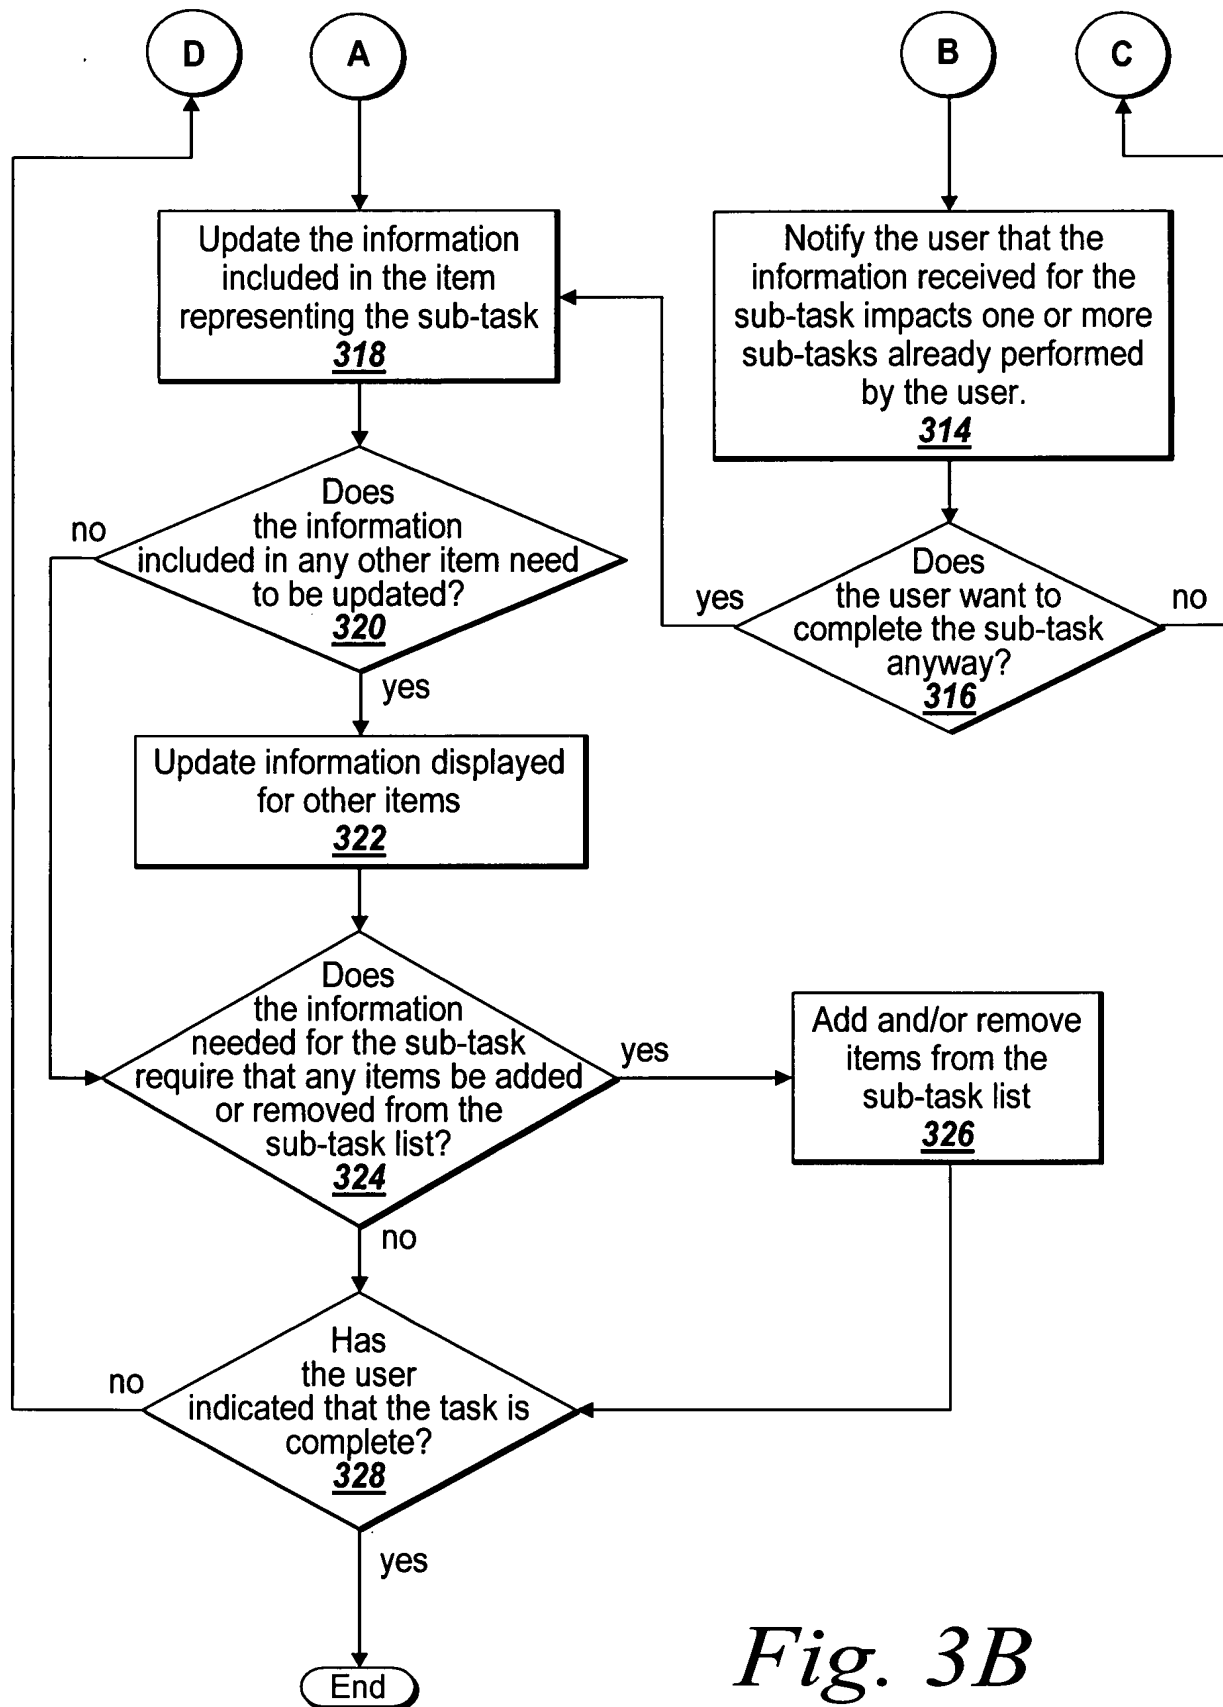 D
A
B
C
Update the information
included in the item
representing the sub-task
318
Notify the user that the
information received for the
sub-task impacts one or more
sub-tasks already performed
by the user.
314
Does
the information
included in any other item need
to be updated?
320
no
yes
Does
the user want to
complete the sub-task
anyway?
316
yes
no
Update information displayed
for other items
322
Does
the information
needed for the sub-task
require that any items be added
or removed from the
sub-task list?
324
yes
no
Add and/or remove
items from the
sub-task list
326
Has
the user
indicated that the task is
complete?
328
no
yes
End
Fig. 3B